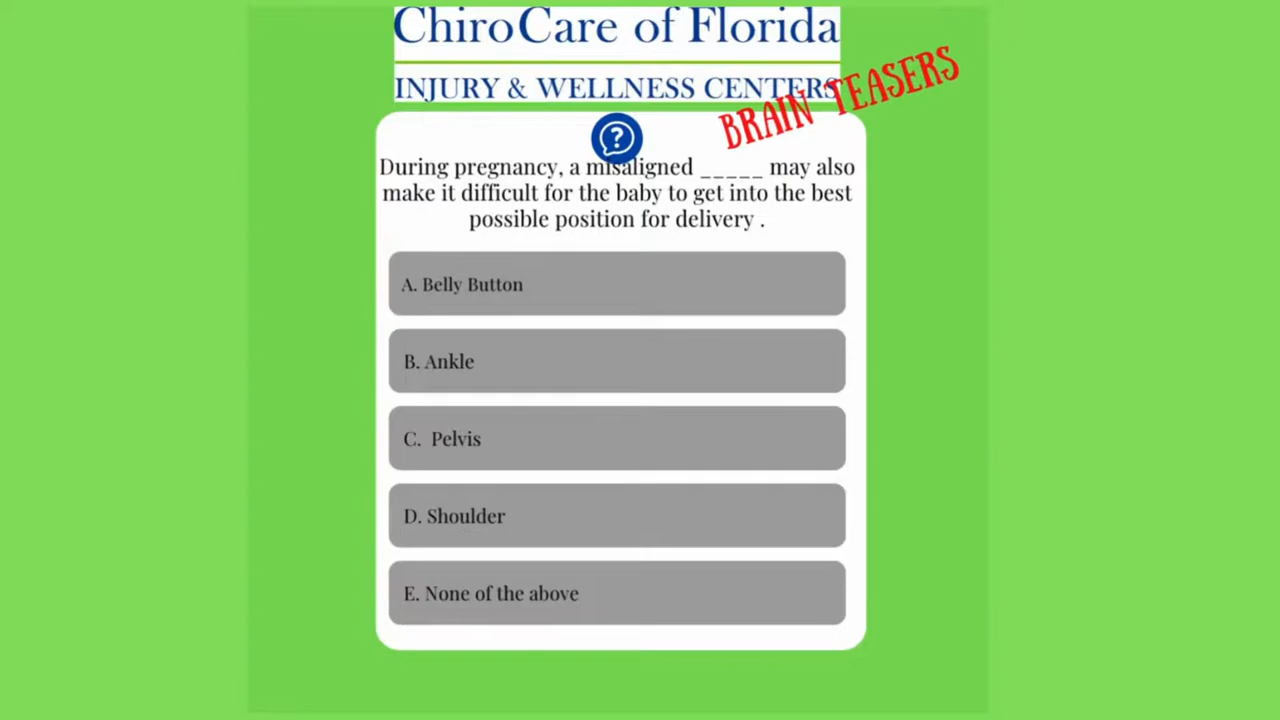 ChiroCare of Florida
INJURY & WELLNESS CENTERS
BRAIN TEASERS
During pregnancy, a misaligned _____ may also
make it difficult for the baby to get into the best
possible position for delivery .
A. Belly Button
B. Ankle
C. Pelvis
D. Shoulder
E. None of the above